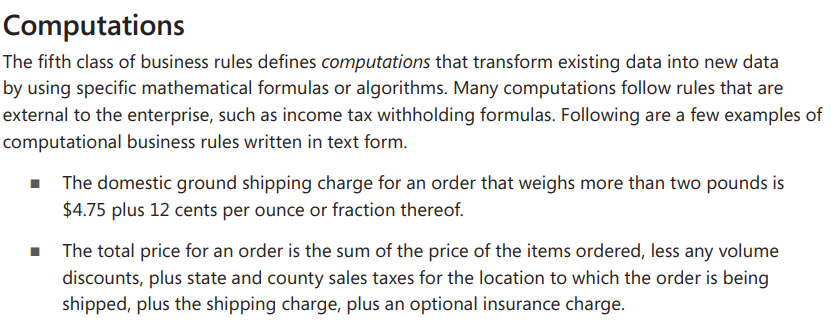 Computations
The fifth class of business rules defines computations that transform existing data into new data
by using specific mathematical formulas or algorithms. Many computations follow rules that are
external to the enterprise, such as income tax withholding formulas. Following are a few examples of
computational business rules written in text form.
■ The domestic ground shipping charge for an order that weighs more than two pounds is
$4.75 plus 12 cents per ounce or fraction thereof.
■ The total price for an order is the sum of the price of the items ordered, less any volume
discounts, plus state and county sales taxes for the location to which the order is being
shipped, plus the shipping charge, plus an optional insurance charge.